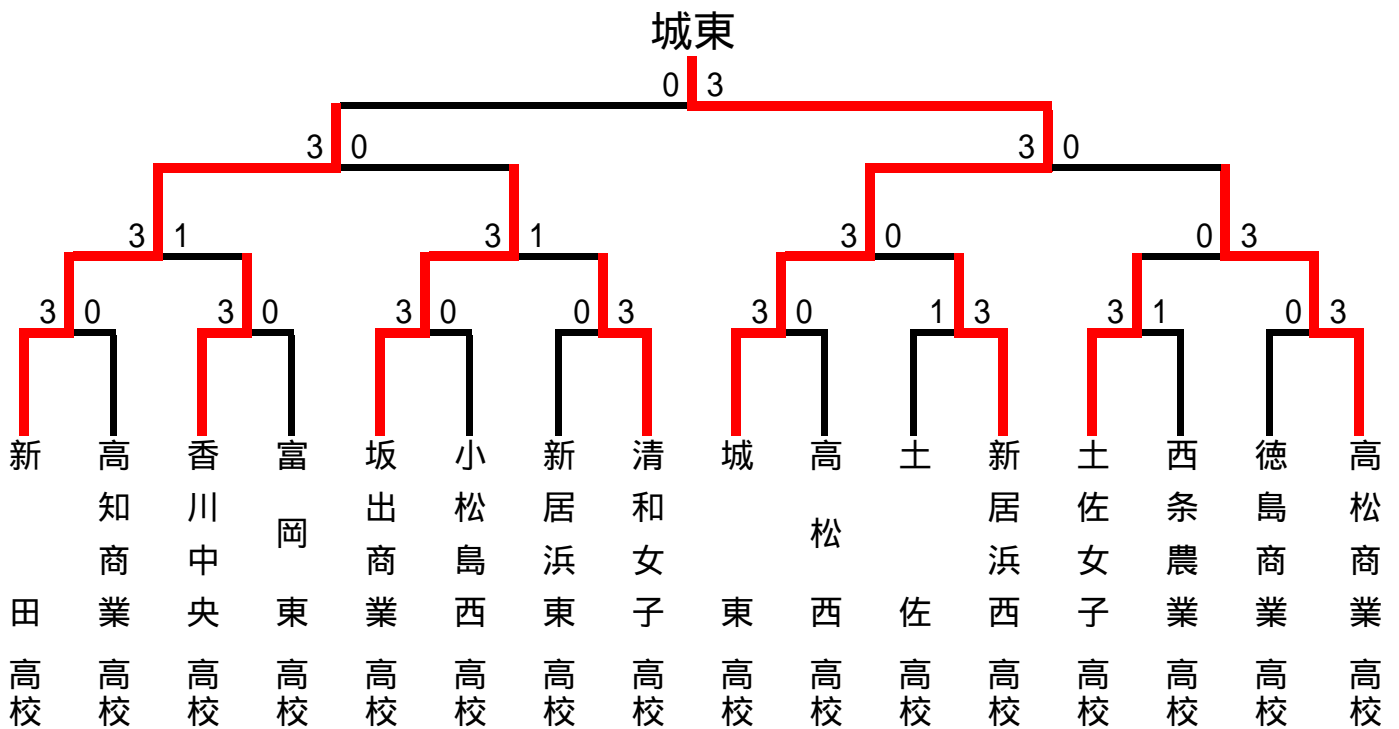 城東
0 3
3 0 3 0
3 1 3 1 3 0 0 3
3 0 3 0 3 0 0 3 3 0 1 3 3 1 0 3
新田高校
高知商業高校
香川中央高校
富岡東高校
坂出商業高校
小松島西高校
新居浜東高校
清和女子高校
城東高校
高松西高校
土佐高校
新居浜西高校
土佐女子高校
西条農業高校
徳島商業高校
高松商業高校